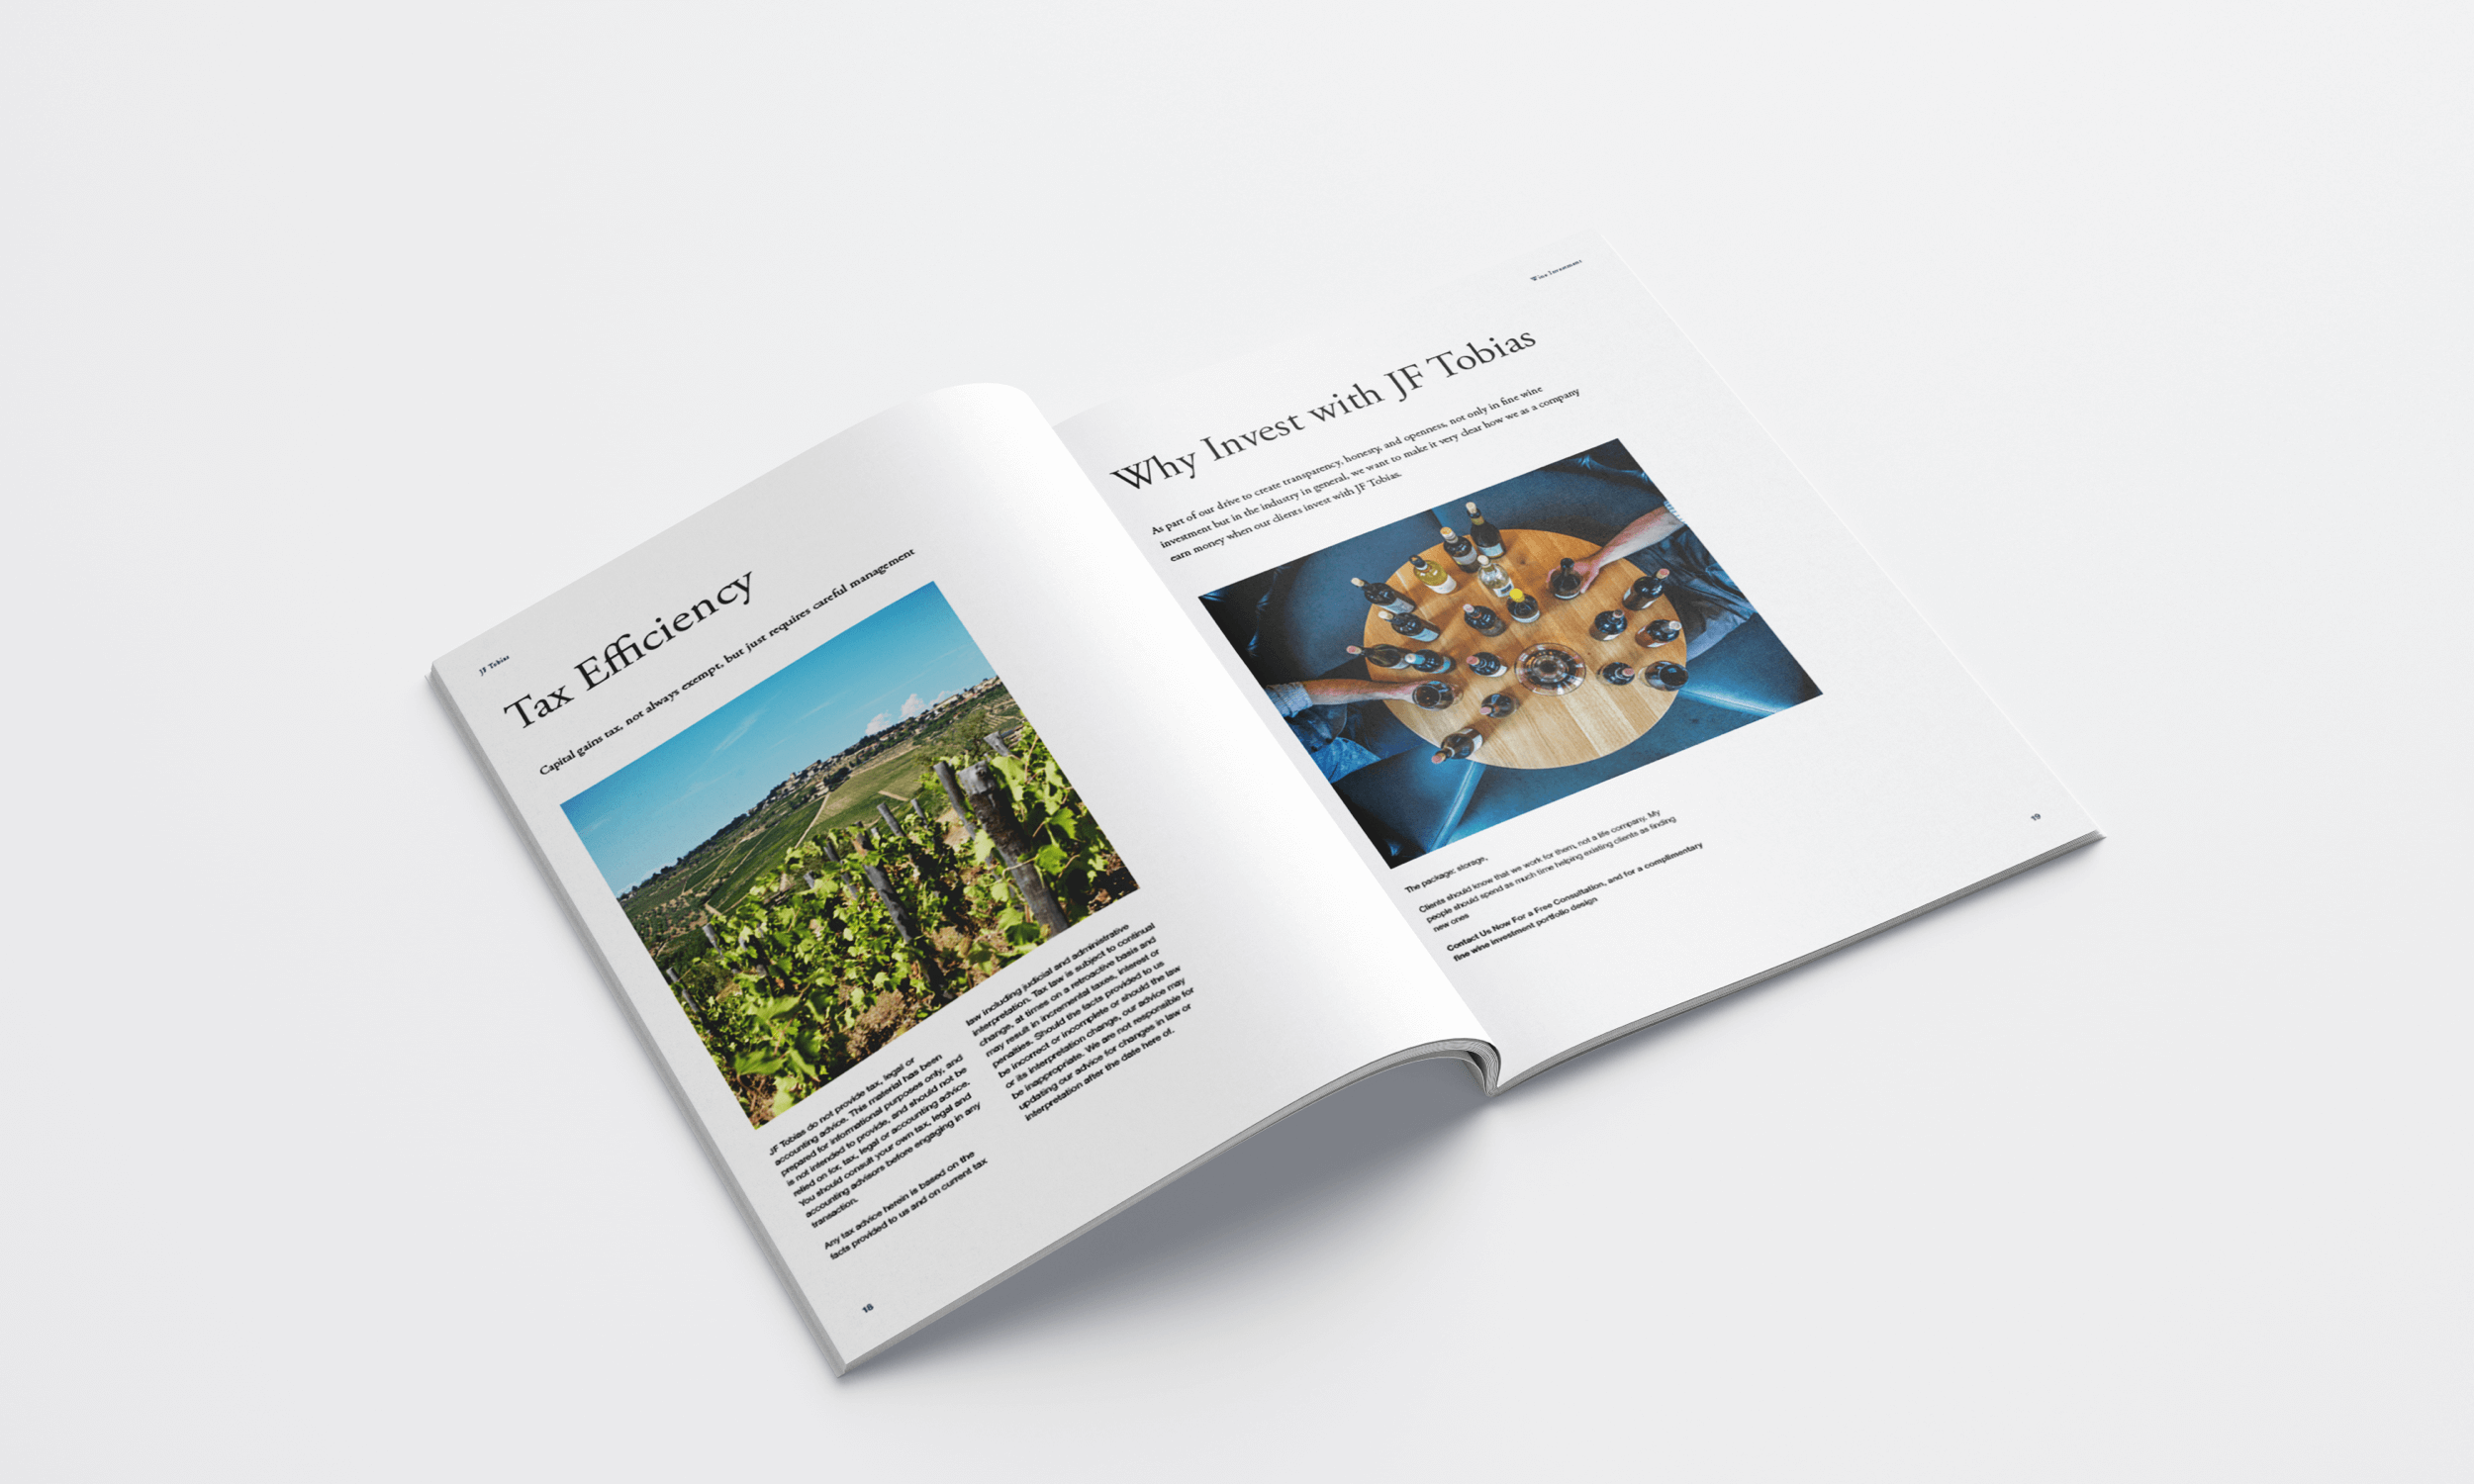 JF Tobias
Tax Efficiency
Capital gains tax, not always exempt, but just requires careful management
JF Tobias do not provide tax, legal or
accounting advice. This material has been
prepared for informational purposes only, and
is not intended to provide, and should not be
relied on for, tax, legal or accounting advice.
You should consult your own tax, legal and
accounting advisors before engaging in any
transaction.
Any tax advice herein is based on the
facts provided to us and on current tax
law including judicial and administrative
interpretation. Tax law is subject to continual
change, at times on a retroactive basis and
may result in incremental taxes, interest or
penalties. Should the facts provided to us
be incorrect or incomplete or should the law
or its interpretation change, our advice may
be inappropriate. We are not responsible for
updating our advice for changes in law or
interpretation after the date here of.
18
Wine Investment
Why Invest with JF Tobias
As part of our drive to create transparency, honesty, and openness, not only in fine wine
investment but in the industry in general, we want to make it very clear how we as a company
earn money when our clients invest with JF Tobias.
The package: storage,
Clients should know that we work for them, not a life company. My
people should spend as much time helping existing clients as finding
new ones
Contact Us Now For a Free Consultation, and for a complimentary
fine wine investment portfolio design
19